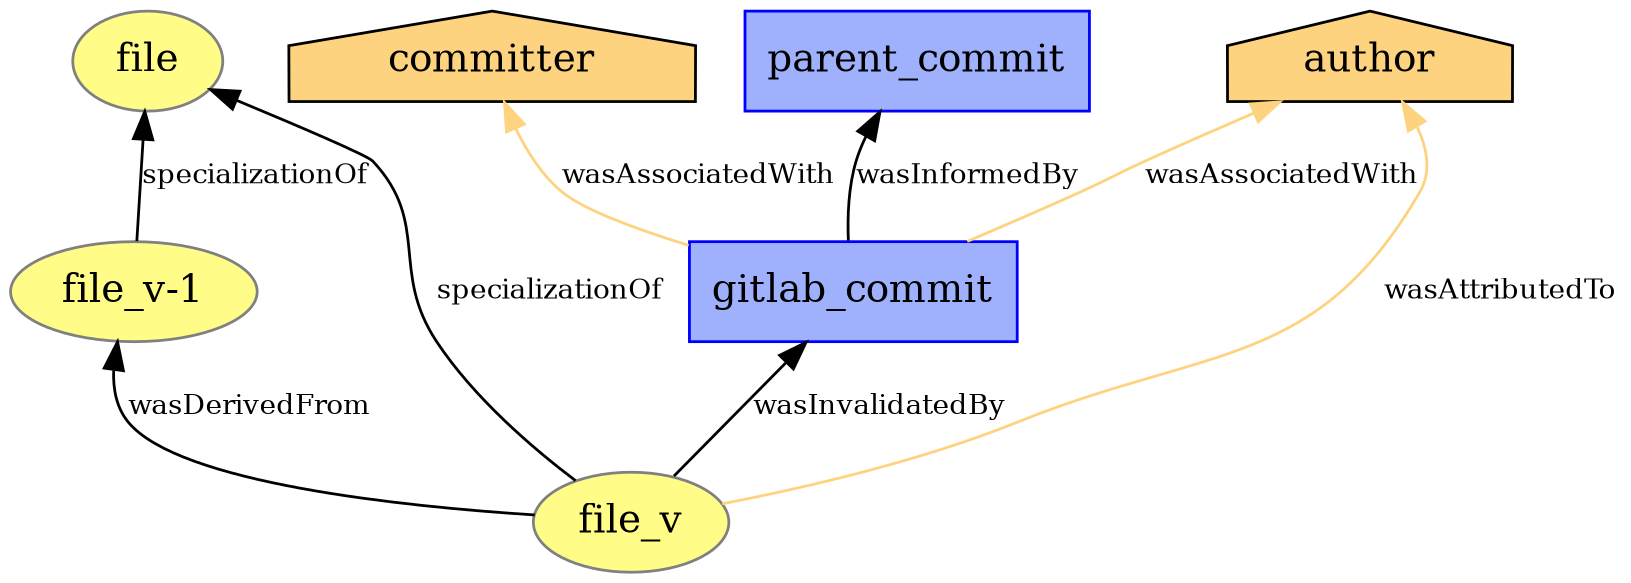 file
committer
parent_commit
author
specializationOf
wasAssociatedWith
wasInformedBy
wasAssociatedWith
file_v-1
specializationOf
gitlab_commit
wasAttributedTo
wasDerivedFrom
wasInvalidatedBy
file_v